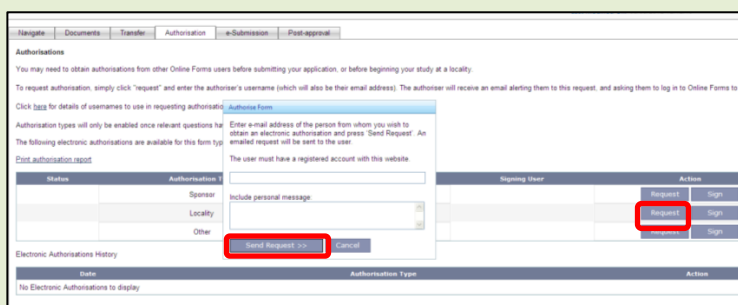 Navigate Documents Transfer Authorisation e-Submission Post-approval
Authorisations
You may need to obtain authorisations from other Online Forms users before submitting your application, or before beginning your study at a locality.
To request authorisation, simply click "request" and enter the authoriser's username (which will also be their email address). The authoriser will receive an email alerting them to this request, and asking them to log in to Online Forms to
Click here for details of usernames to use in requesting authorisatio
Authorisation types will only be enabled once relevant questions ha
The following electronic authorisations are available for this form typ
Print authorisation report
Authorise Form
Enter e-mail address of the person from whom you wish to
obtain an electronic authorisation and press 'Send Request'. An
emailed request will be sent to the user.
The user must have a registered account with this website.
Include personal message:
Send Request >> Cancel
Status Authorisation T Signing User Action
Sponsor Request Sign
Locality Request Sign
Other Request Sign
Electronic Authorisations History
Date Authorisation Type Action
No Electronic Authorisations to display